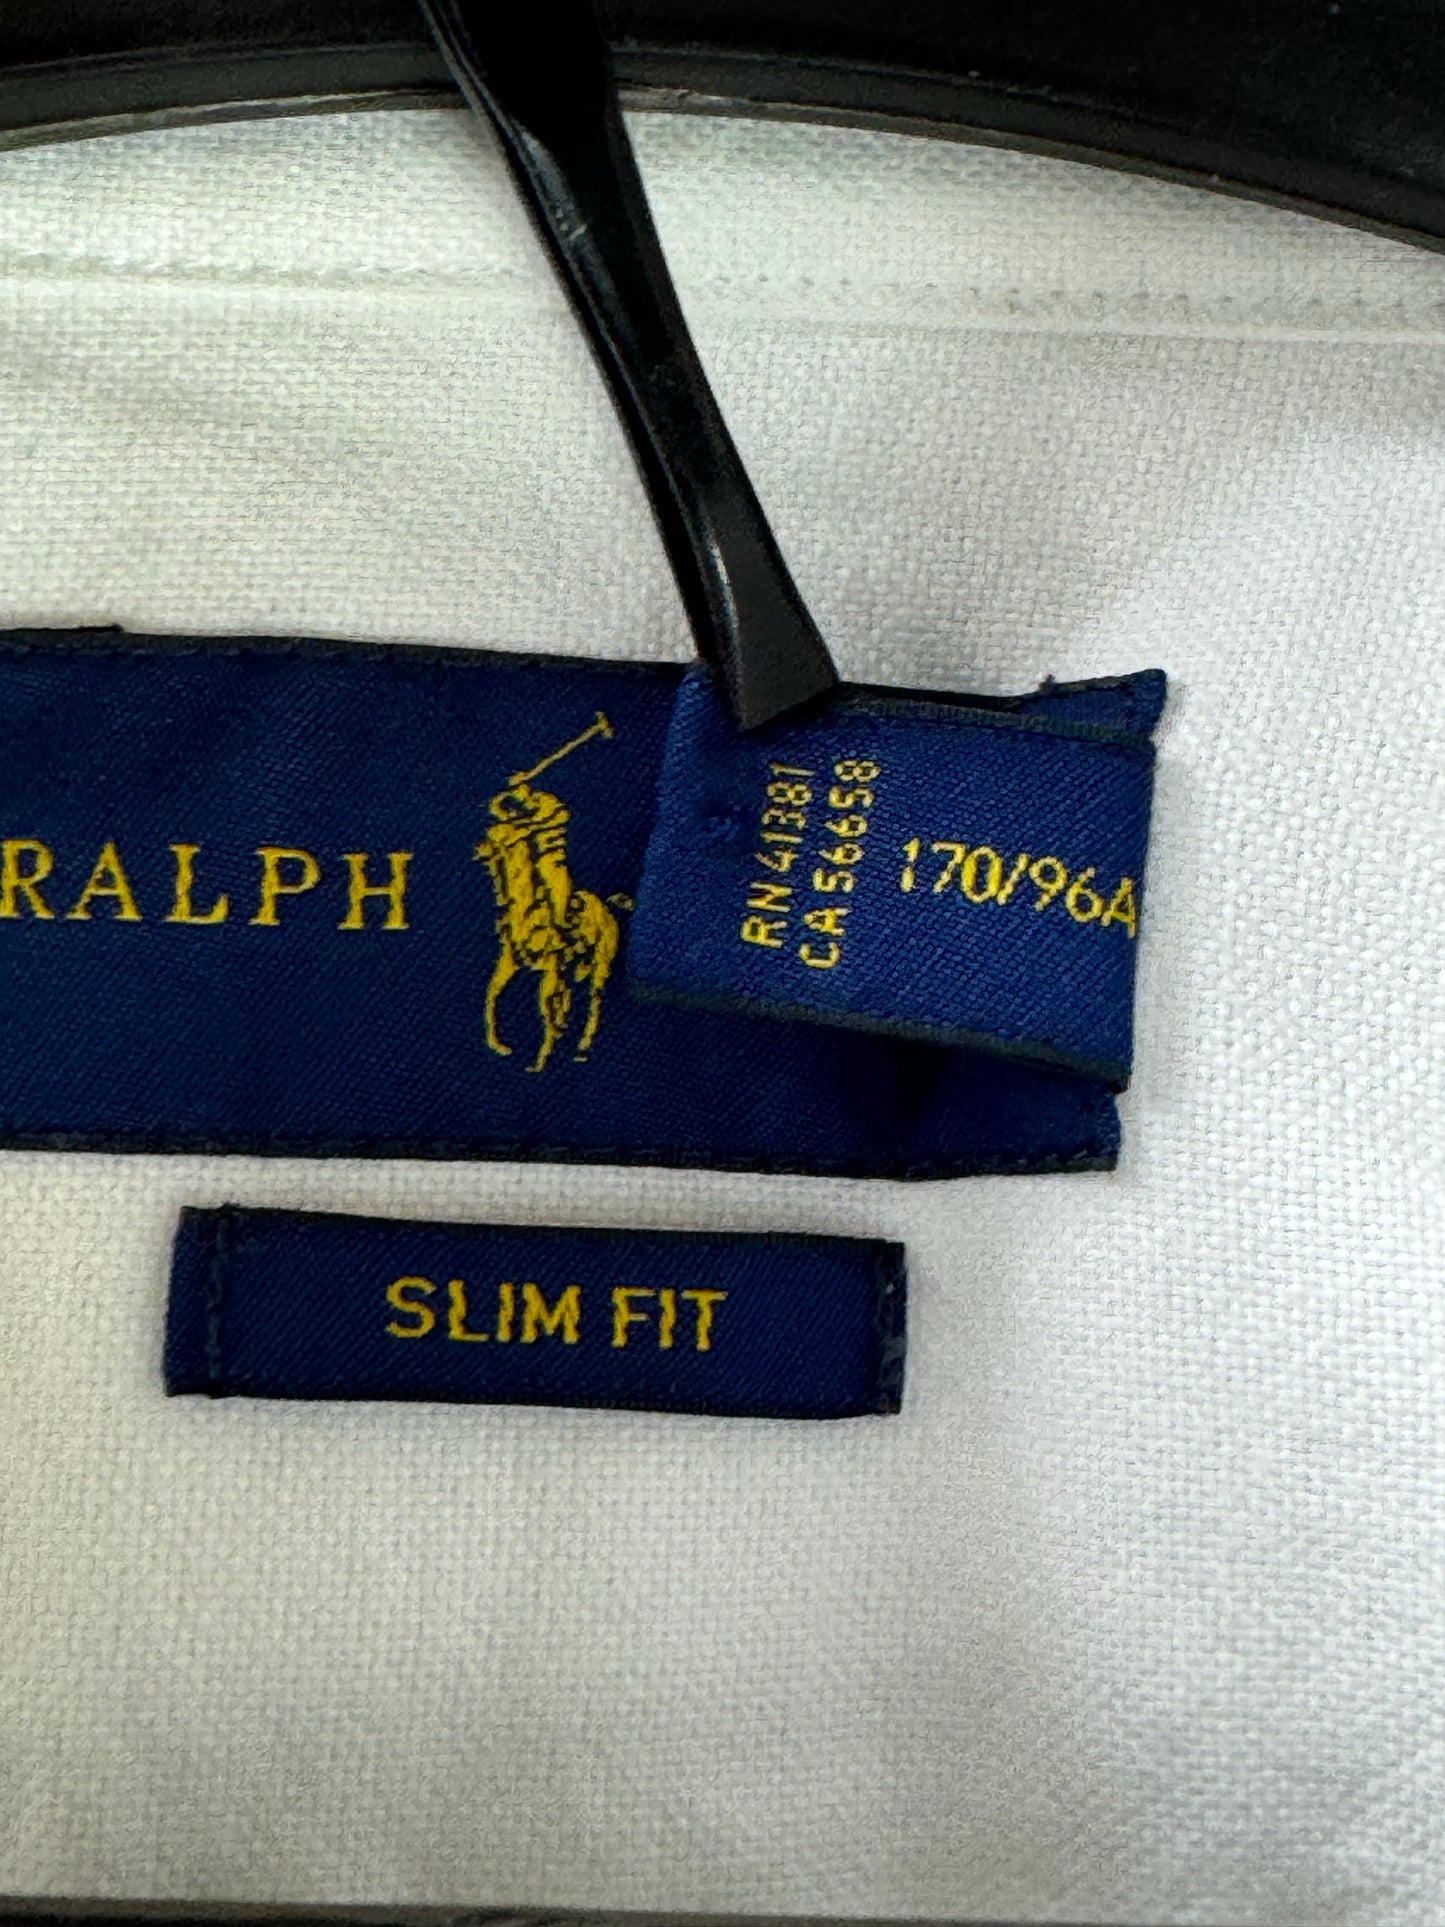 RALPH
RN 41381
CA 56658
170/96A
SLIM FIT